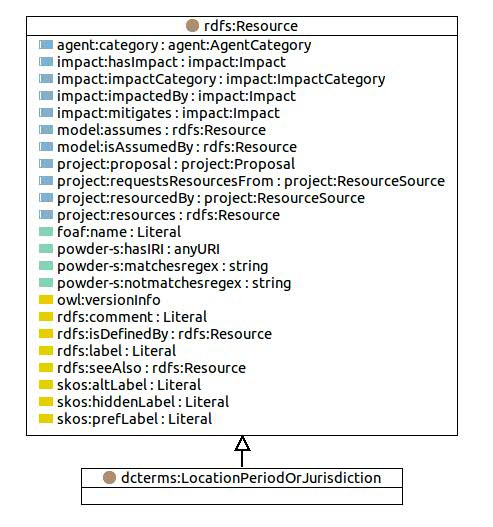 rdfs:Resource
agent:category : agent:AgentCategory
impact:hasImpact : impact:Impact
impact:impactCategory : impact:ImpactCategory
impact:impactedBy : impact:Impact
impact:mitigates : impact:Impact
model:assumes : rdfs:Resource
model:isAssumedBy : rdfs:Resource
project:proposal : project:Proposal
project:requestsResourcesFrom : project:ResourceSource
project:resourcedBy : project:ResourceSource
project:resources : rdfs:Resource
foaf:name : Literal
powder-s:hasIRI : anyURI
powder-s:matchesregex : string
powder-s:notmatchesregex : string
owl:versionInfo
rdfs:comment : Literal
rdfs:isDefinedBy : rdfs:Resource
rdfs:label : Literal
rdfs:seeAlso : rdfs:Resource
skos:altLabel : Literal
skos:hiddenLabel : Literal
skos:prefLabel : Literal
dcterms:LocationPeriodOrJurisdiction